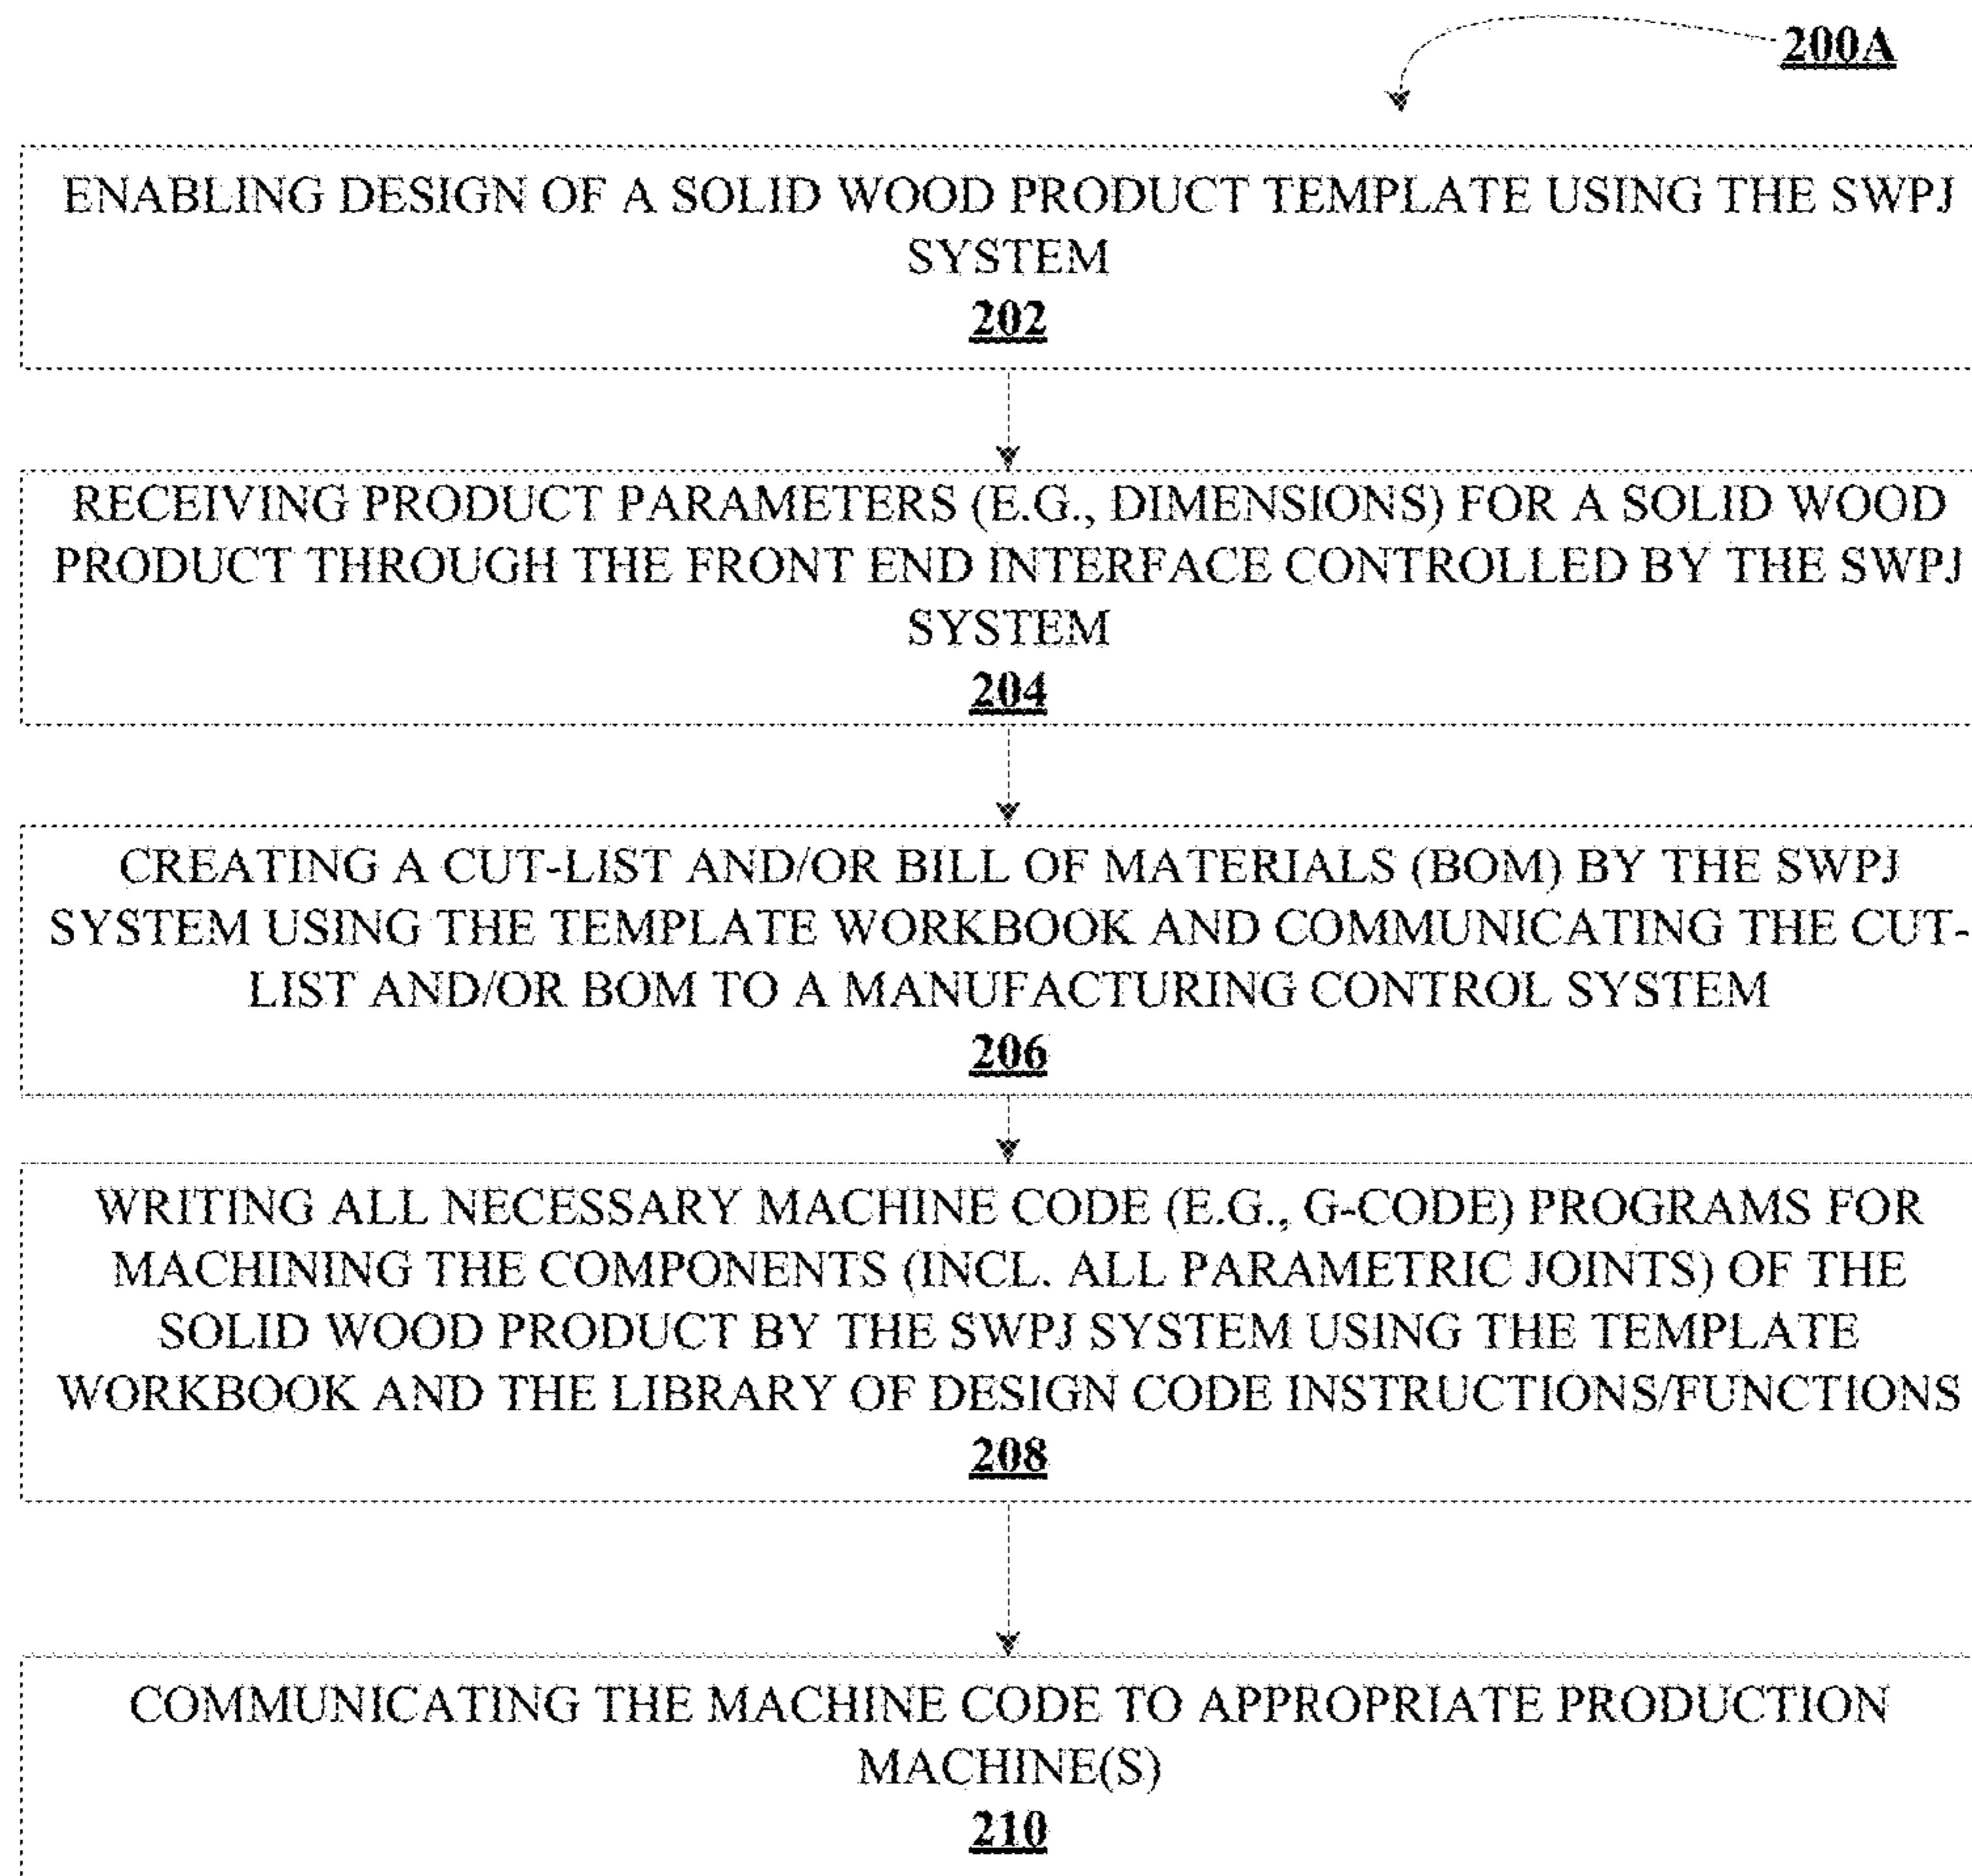 200A
ENABLING DESIGN OF A SOLID WOOD PRODUCT TEMPLATE USING THE SWPJ
SYSTEM
202
RECEIVING PRODUCT PARAMETERS (E.G., DIMENSIONS) FOR A SOLID WOOD
PRODUCT THROUGH THE FRONT END INTERFACE CONTROLLED BY THE SWPJ
SYSTEM
204
CREATING A CUT-LIST AND/OR BILL OF MATERIALS (BOM) BY THE SWPJ
SYSTEM USING THE TEMPLATE WORKBOOK AND COMMUNICATING THE CUT-
LIST AND/OR BOM TO A MANUFACTURING CONTROL SYSTEM
206
WRITING ALL NECESSARY MACHINE CODE (E.G., G-CODE) PROGRAMS FOR
MACHINING THE COMPONENTS (INCL. ALL PARAMETRIC JOINTS) OF THE
SOLID WOOD PRODUCT BY THE SWPJ SYSTEM USING THE TEMPLATE
WORKBOOK AND THE LIBRARY OF DESIGN CODE INSTRUCTIONS/FUNCTIONS
208
COMMUNICATING THE MACHINE CODE TO APPROPRIATE PRODUCTION
MACHINE(S)
210